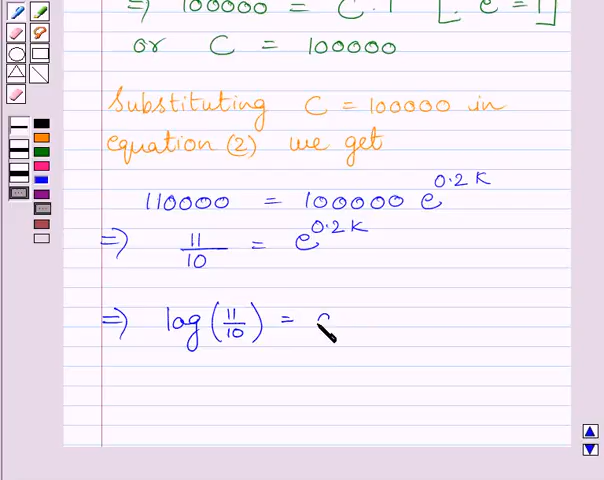 ⇒ 100000 = C . 1 [∵ e = 1]
or C = 100000
Substituting C = 100000 in
equation (2) we get
110000 = 100000 e^0.2K
⇒ 11/10 = e^0.2K
⇒ log (11/10) =